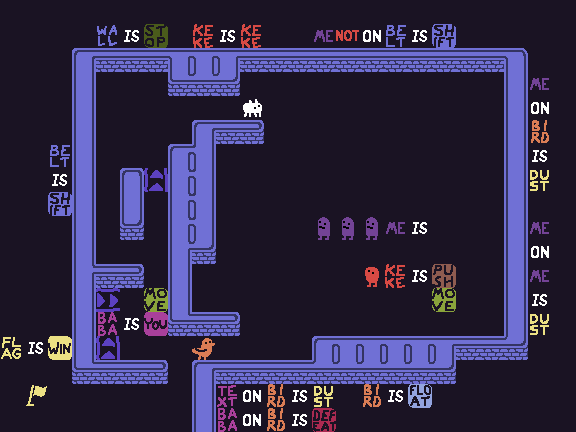 WALL IS STOP KEKE IS KEKE ME NOT ON BELT IS SHIFT
ME
ON
BIRD
IS
DUST
BELT
IS
SHIFT
ME IS
ME
ON
ME
IS
DUST
KEKE IS PUSH
MOVE
MOVE
BABA IS YOU
FLAG IS WIN
TEXT ON BIRD IS DUST BIRD IS FLOAT
BABA ON BIRD IS DEFEAT